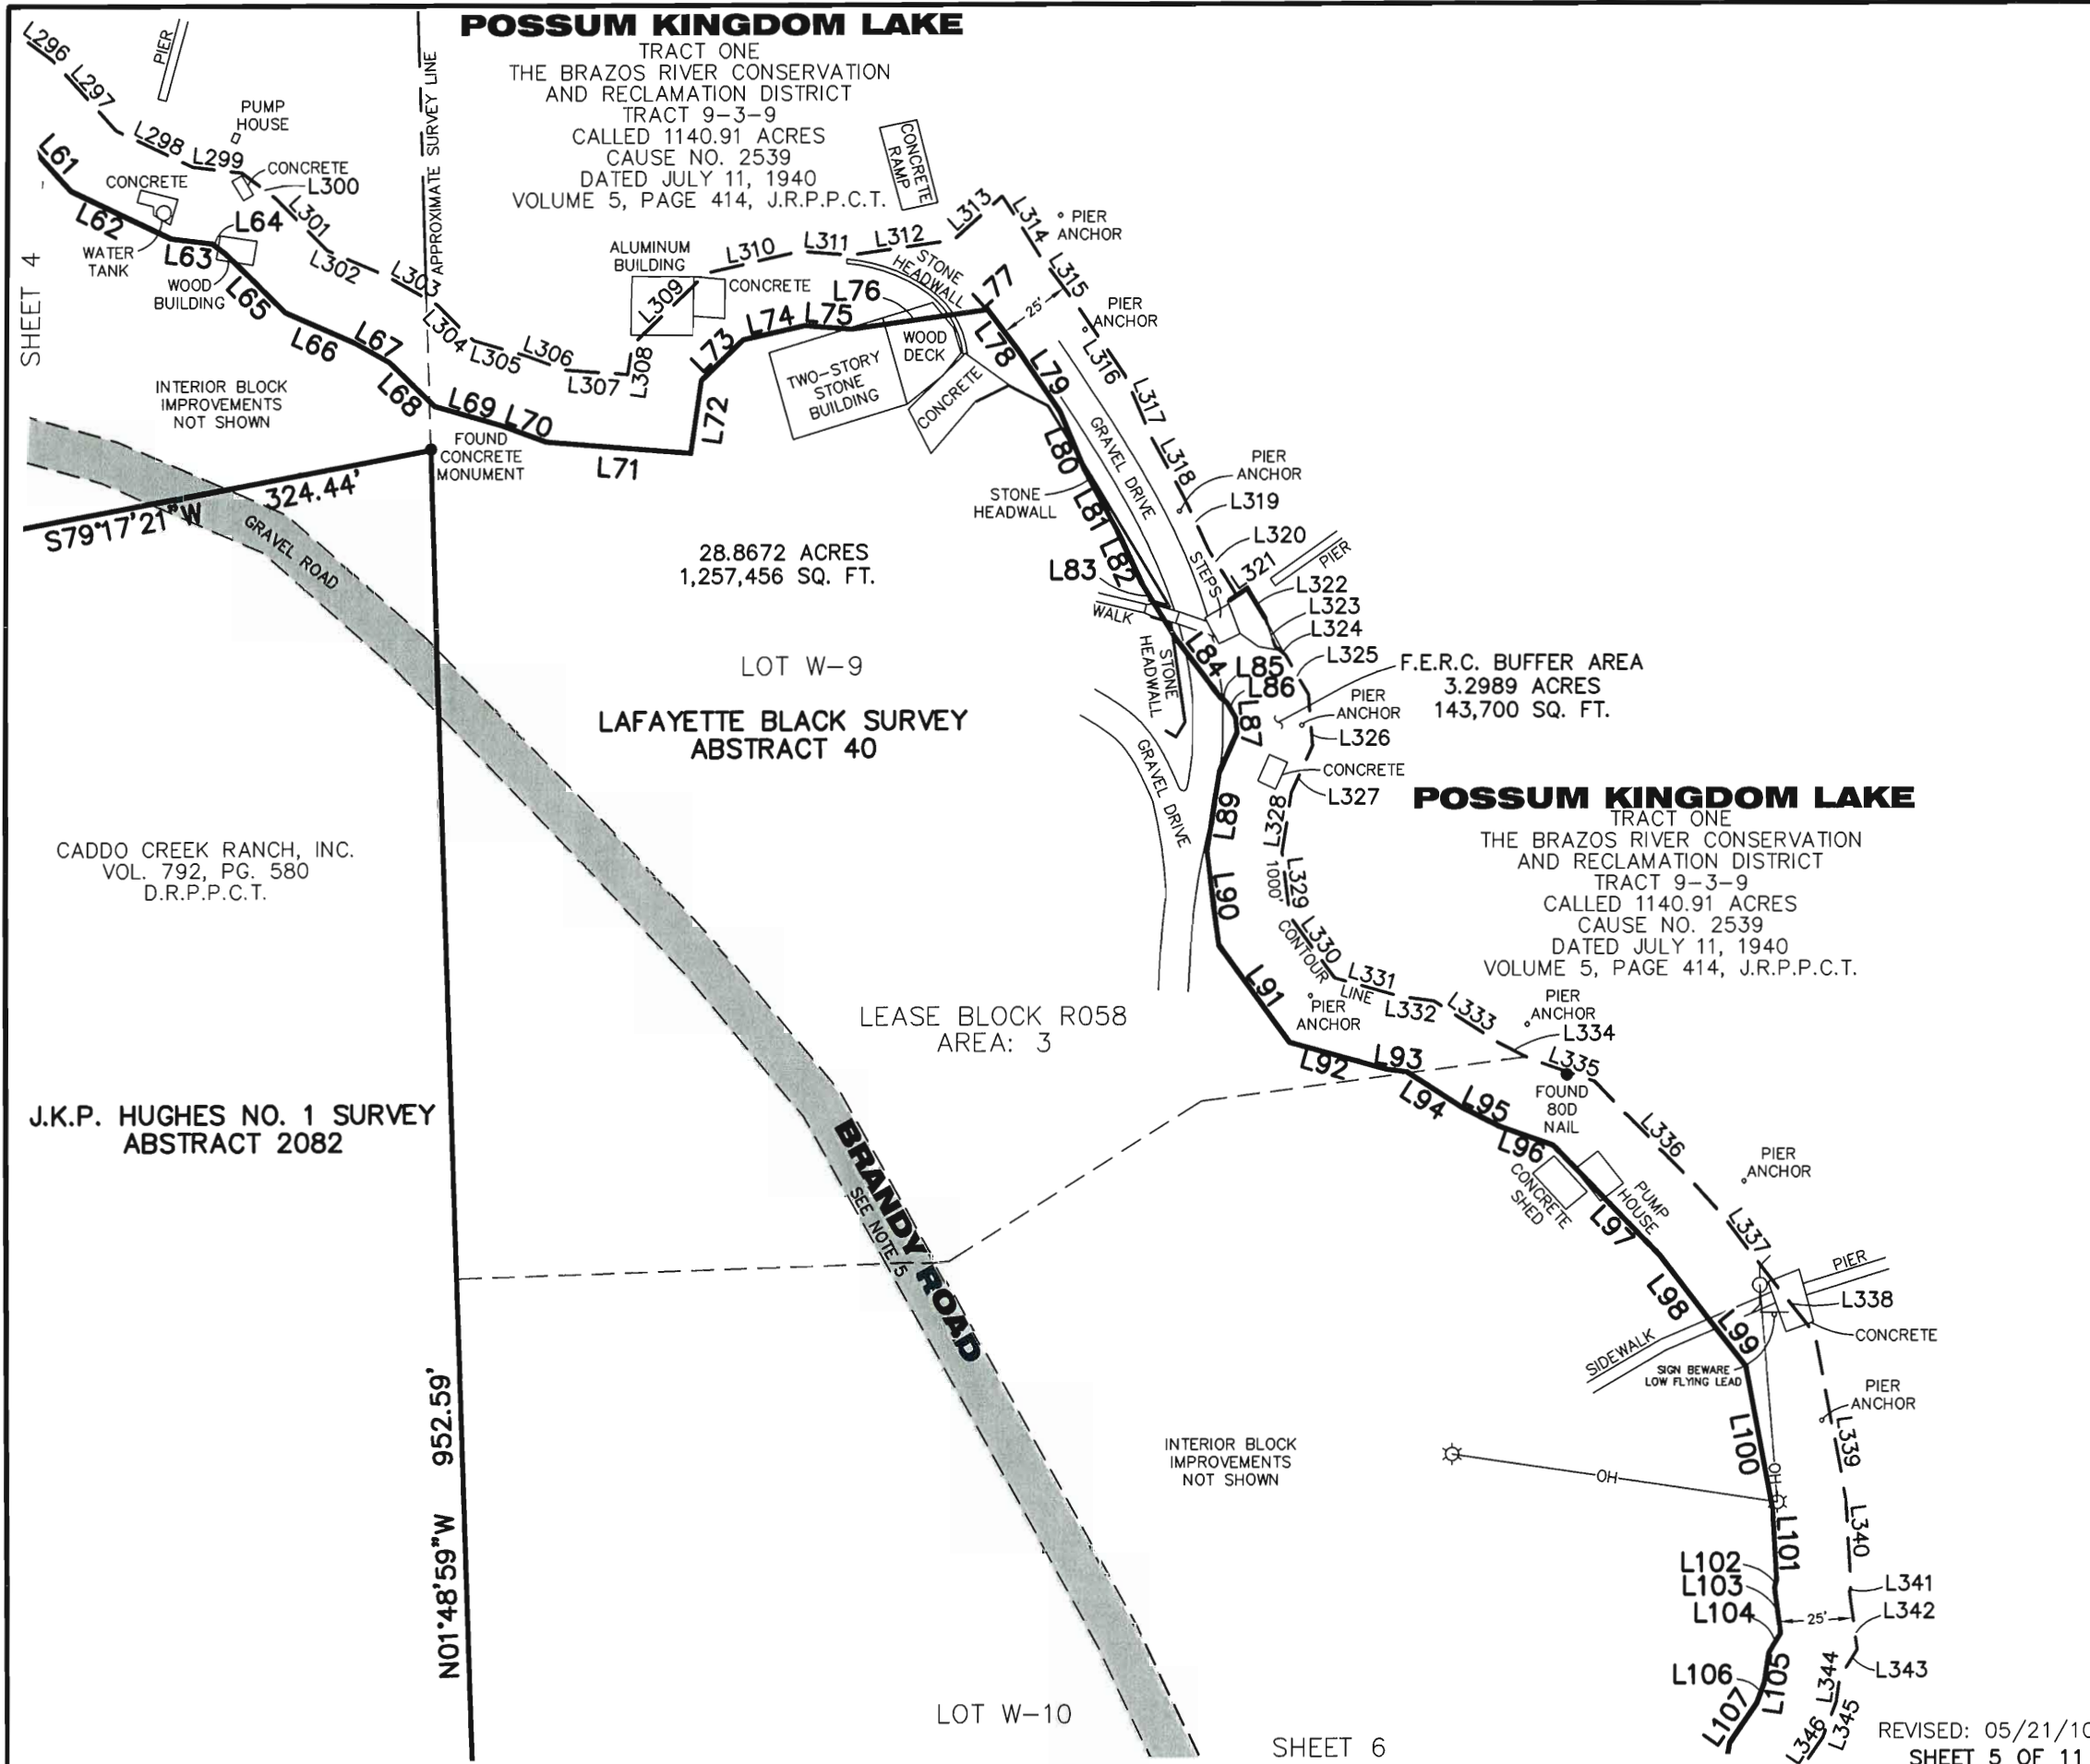 POSSUM KINGDOM LAKE
TRACT ONE
THE BRAZOS RIVER CONSERVATION
AND RECLAMATION DISTRICT
TRACT 9-3-9
CALLED 1140.91 ACRES
CAUSE NO. 2539
DATED JULY 11, 1940
VOLUME 5, PAGE 414, J.R.P.P.C.T.
L296
L297
PIER
PUMP
HOUSE
L298
L299
CONCRETE
L300
L301
L302
L303
APPROXIMATE SURVEY LINE
L61
L62
CONCRETE
WATER
TANK
L63
L64
WOOD
BUILDING
L65
L66
L67
L68
SHEET 4
INTERIOR BLOCK
IMPROVEMENTS
NOT SHOWN
L304
L305
L306
L307
L308
L309
ALUMINUM
BUILDING
CONCRETE
L310
L311
L312
L313
CONCRETE
RAMP
STONE
HEADWALL
L314
PIER
ANCHOR
L315
25'
PIER
ANCHOR
L316
L317
L318
PIER
ANCHOR
L319
L320
L69
L70
L71
L72
L73
L74
L75
L76
L77
L78
L79
L80
L81
L82
L83
WOOD
DECK
TWO-STORY
STONE
BUILDING
CONCRETE
GRAVEL DRIVE
STONE
HEADWALL
FOUND
CONCRETE
MONUMENT
S79°17'21"W
324.44'
GRAVEL ROAD
28.8672 ACRES
1,257,456 SQ. FT.
STEPS
WALK
L321
PIER
L322
L323
L324
L325
STONE
HEADWALL
L84
L85
L86
L87
F.E.R.C. BUFFER AREA
3.2989 ACRES
143,700 SQ. FT.
PIER
ANCHOR
L326
CONCRETE
L327
LOT W-9
LAFAYETTE BLACK SURVEY
ABSTRACT 40
GRAVEL DRIVE
L89
L90
L91
L328
L329
1000'
CONTOUR
LINE
L330
L331
L332
L333
L334
L335
PIER
ANCHOR
PIER
ANCHOR
POSSUM KINGDOM LAKE
TRACT ONE
THE BRAZOS RIVER CONSERVATION
AND RECLAMATION DISTRICT
TRACT 9-3-9
CALLED 1140.91 ACRES
CAUSE NO. 2539
DATED JULY 11, 1940
VOLUME 5, PAGE 414, J.R.P.P.C.T.
CADDO CREEK RANCH, INC.
VOL. 792, PG. 580
D.R.P.P.C.T.
LEASE BLOCK R058
AREA: 3
L92
L93
L94
L95
L96
FOUND
80D
NAIL
L336
PIER
ANCHOR
CONCRETE
SHED
PUMP
HOUSE
L97
L98
L99
L337
PIER
L338
CONCRETE
SIDEWALK
SIGN BEWARE
LOW FLYING LEAD
J.K.P. HUGHES NO. 1 SURVEY
ABSTRACT 2082
BRANDY ROAD
SEE NOTE 5
PIER
ANCHOR
L339
L100
INTERIOR BLOCK
IMPROVEMENTS
NOT SHOWN
OH
OH
L340
L101
L102
L103
L104
L341
L342
25'
L343
L105
L106
L107
L344
L345
L346
N01°48'59"W 952.59'
LOT W-10
SHEET 6
REVISED: 05/21/10
SHEET 5 OF 11